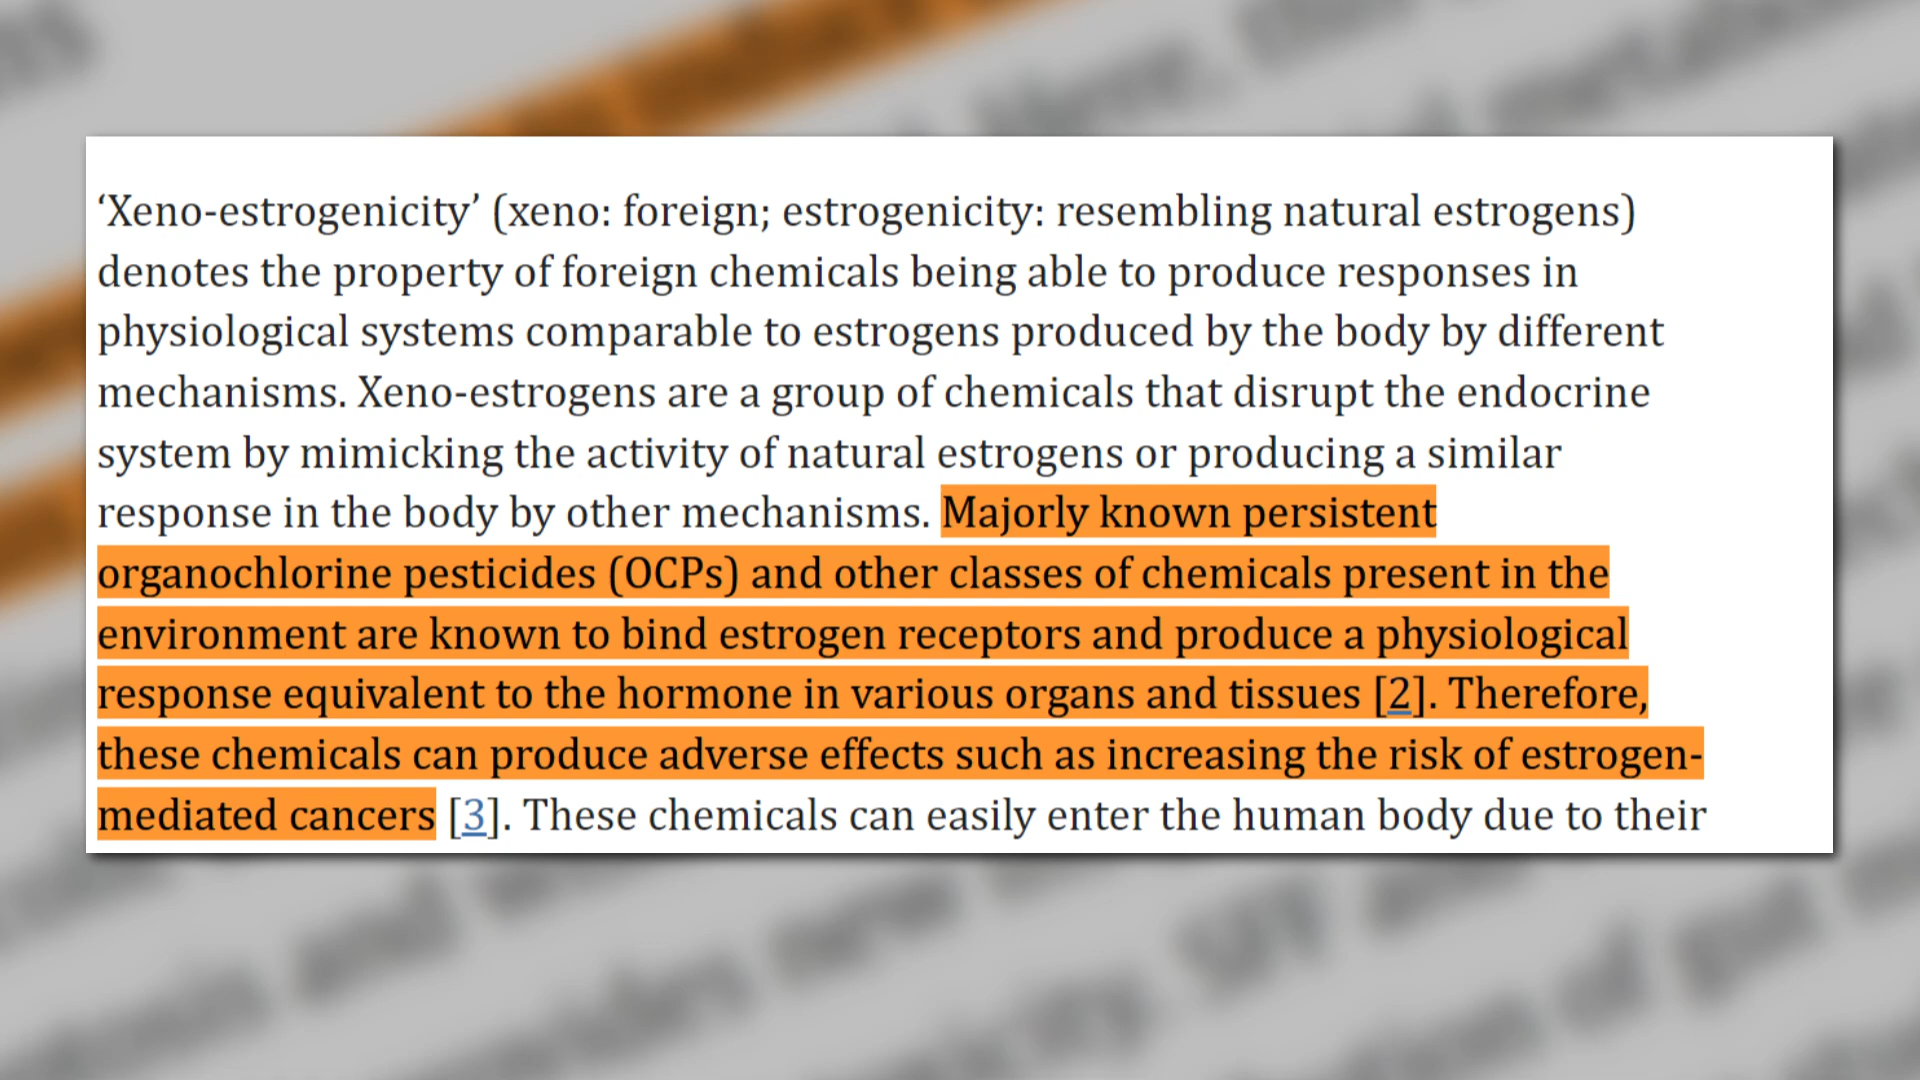 ‘Xeno-estrogenicity’ (xeno: foreign; estrogenicity: resembling natural estrogens)
denotes the property of foreign chemicals being able to produce responses in
physiological systems comparable to estrogens produced by the body by different
mechanisms. Xeno-estrogens are a group of chemicals that disrupt the endocrine
system by mimicking the activity of natural estrogens or producing a similar
response in the body by other mechanisms. Majorly known persistent
organochlorine pesticides (OCPs) and other classes of chemicals present in the
environment are known to bind estrogen receptors and produce a physiological
response equivalent to the hormone in various organs and tissues [2]. Therefore,
these chemicals can produce adverse effects such as increasing the risk of estrogen-
mediated cancers [3]. These chemicals can easily enter the human body due to their